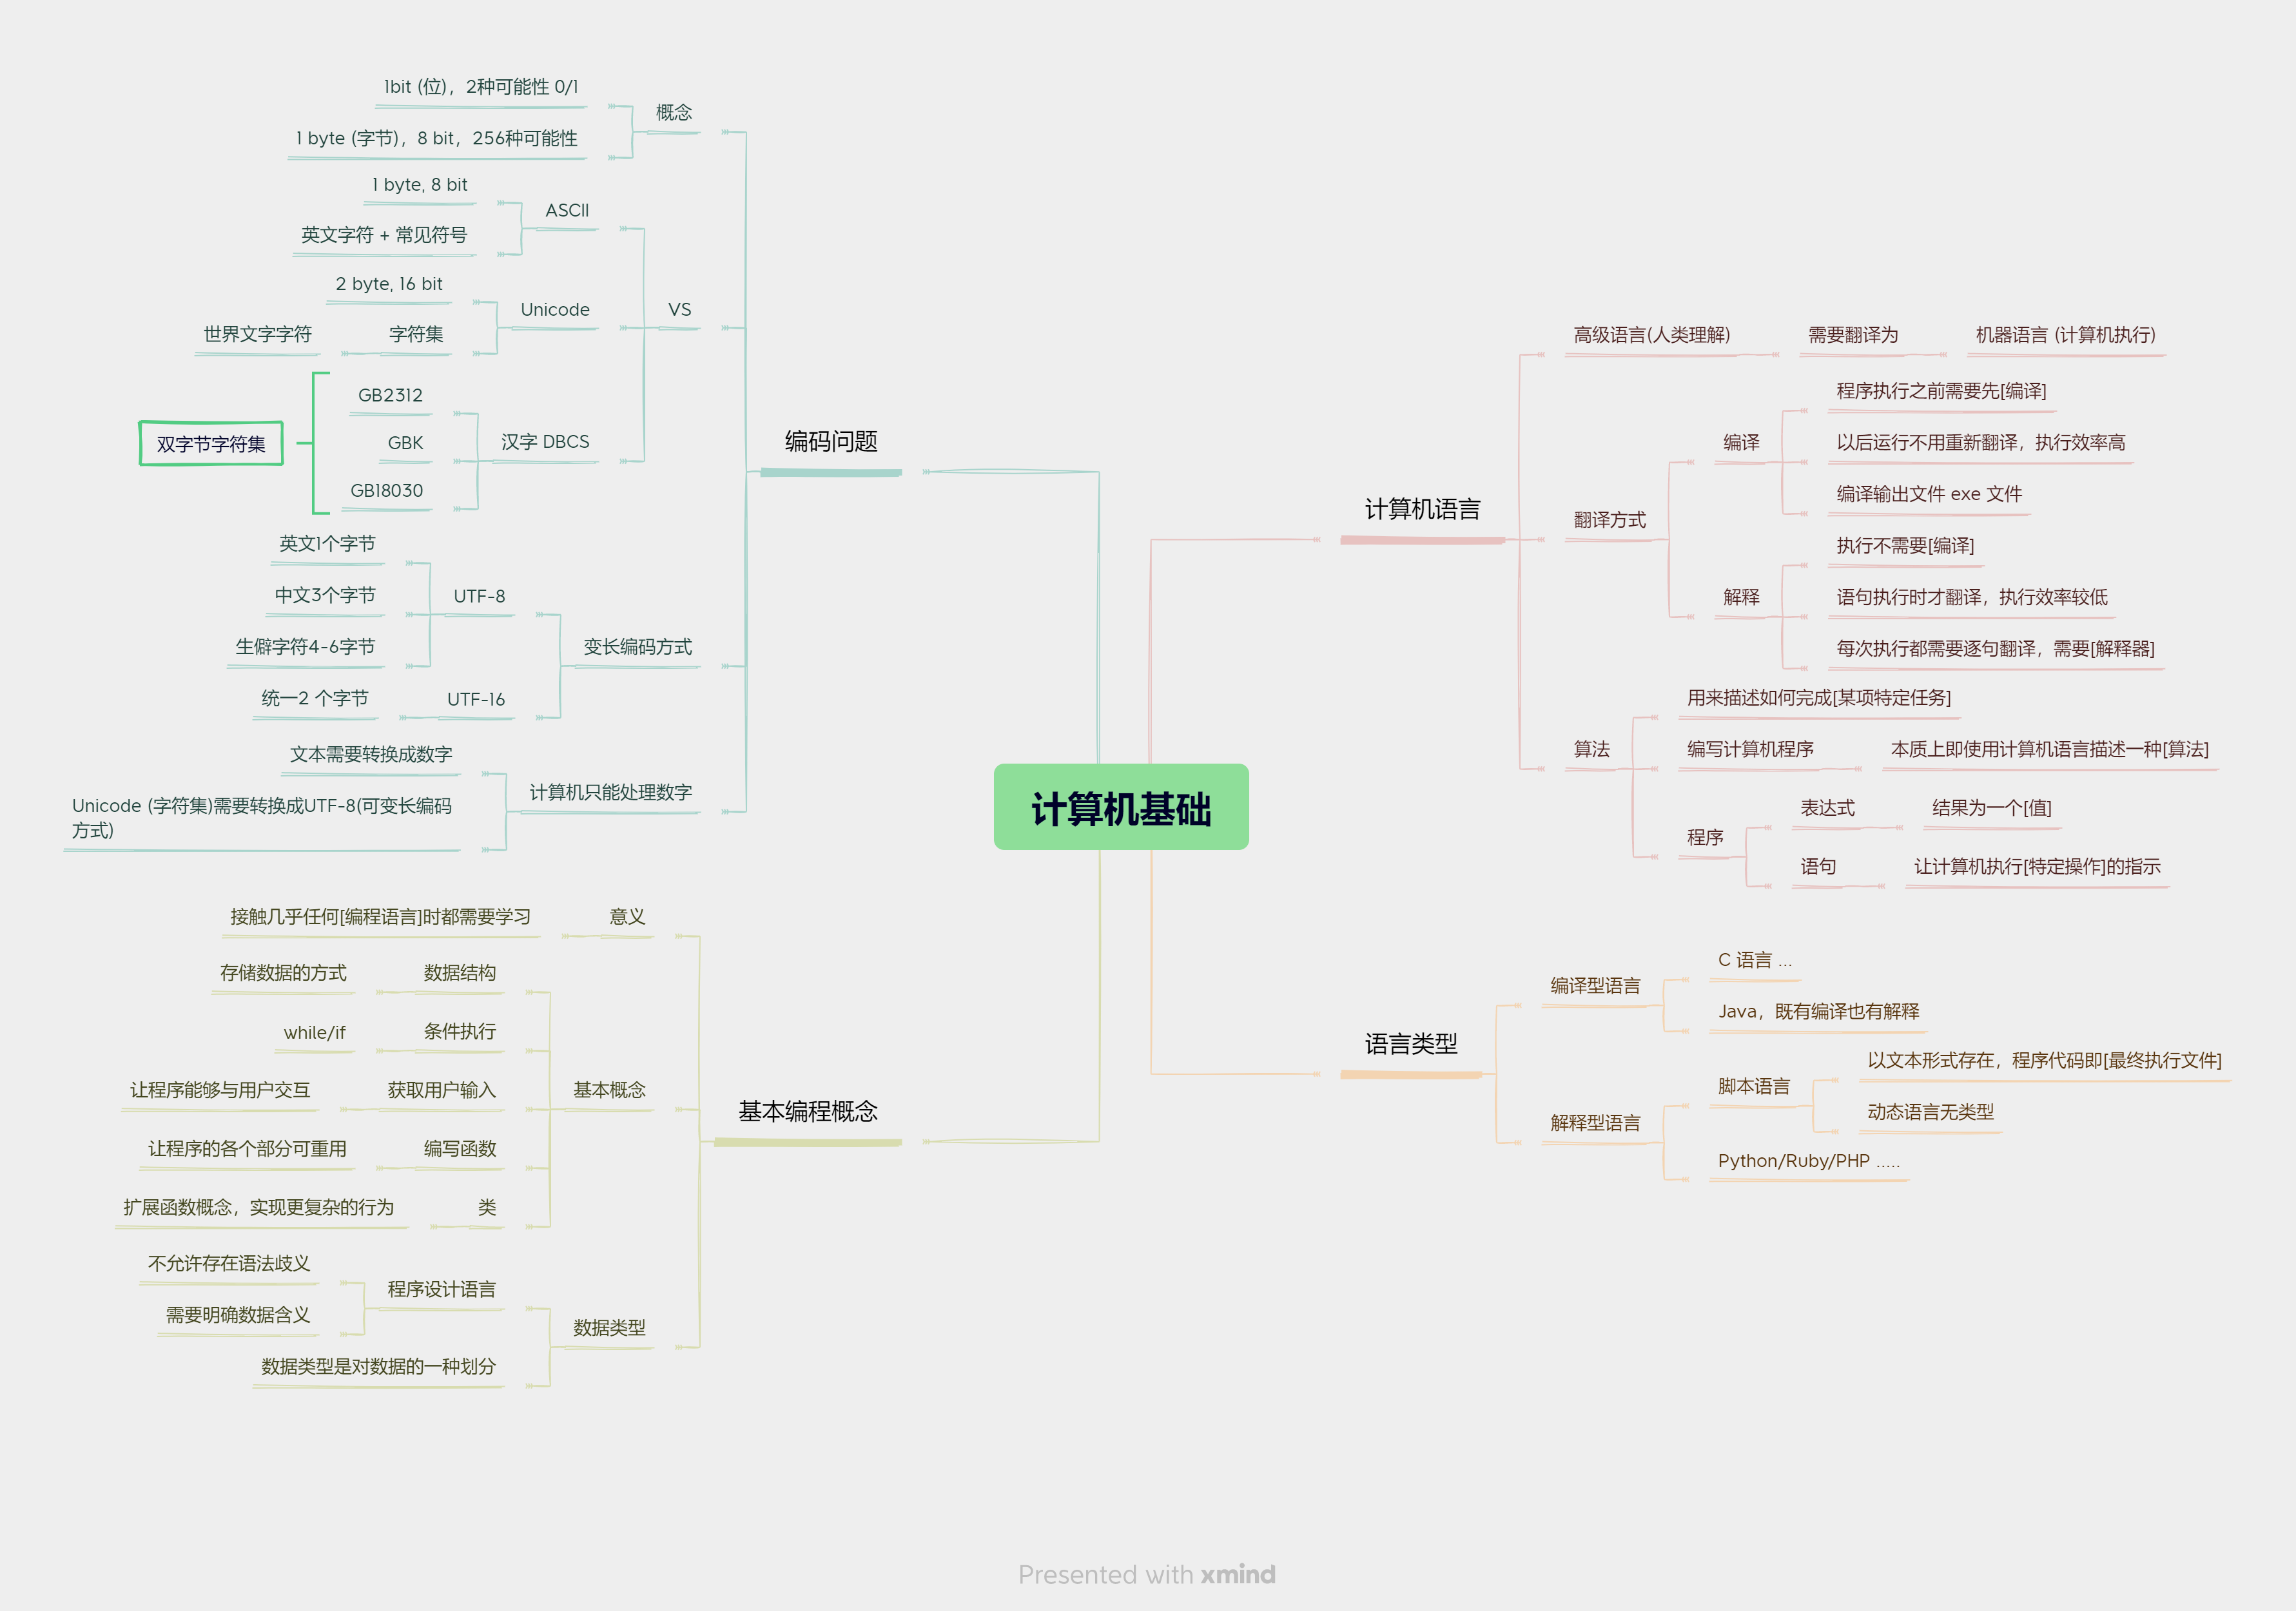 计算机基础
计算机语言
高级语言(人类理解)
需要翻译为
机器语言 (计算机执行)
翻译方式
编译
程序执行之前需要先[编译]
以后运行不用重新翻译，执行效率高
编译输出文件 exe 文件
解释
执行不需要[编译]
语句执行时才翻译，执行效率较低
每次执行都需要逐句翻译，需要[解释器]
算法
用来描述如何完成[某项特定任务]
编写计算机程序
本质上即使用计算机语言描述一种[算法]
程序
表达式
结果为一个[值]
语句
让计算机执行[特定操作]的指示
语言类型
编译型语言
C 语言 ...
Java，既有编译也有解释
解释型语言
脚本语言
以文本形式存在，程序代码即[最终执行文件]
动态语言无类型
Python/Ruby/PHP .....
编码问题
概念
1bit (位)，2种可能性 0/1
1 byte (字节)，8 bit，256种可能性
VS
ASCII
1 byte, 8 bit
英文字符 + 常见符号
Unicode
2 byte, 16 bit
字符集
世界文字字符
汉字 DBCS
GB2312
GBK
GB18030
双字节字符集
变长编码方式
UTF-8
英文1个字节
中文3个字节
生僻字符4-6字节
UTF-16
统一2 个字节
计算机只能处理数字
文本需要转换成数字
Unicode (字符集)需要转换成UTF-8(可变长编码
方式)
基本编程概念
意义
接触几乎任何[编程语言]时都需要学习
基本概念
数据结构
存储数据的方式
条件执行
while/if
获取用户输入
让程序能够与用户交互
编写函数
让程序的各个部分可重用
类
扩展函数概念，实现更复杂的行为
数据类型
程序设计语言
不允许存在语法歧义
需要明确数据含义
数据类型是对数据的一种划分
Presented with xmind